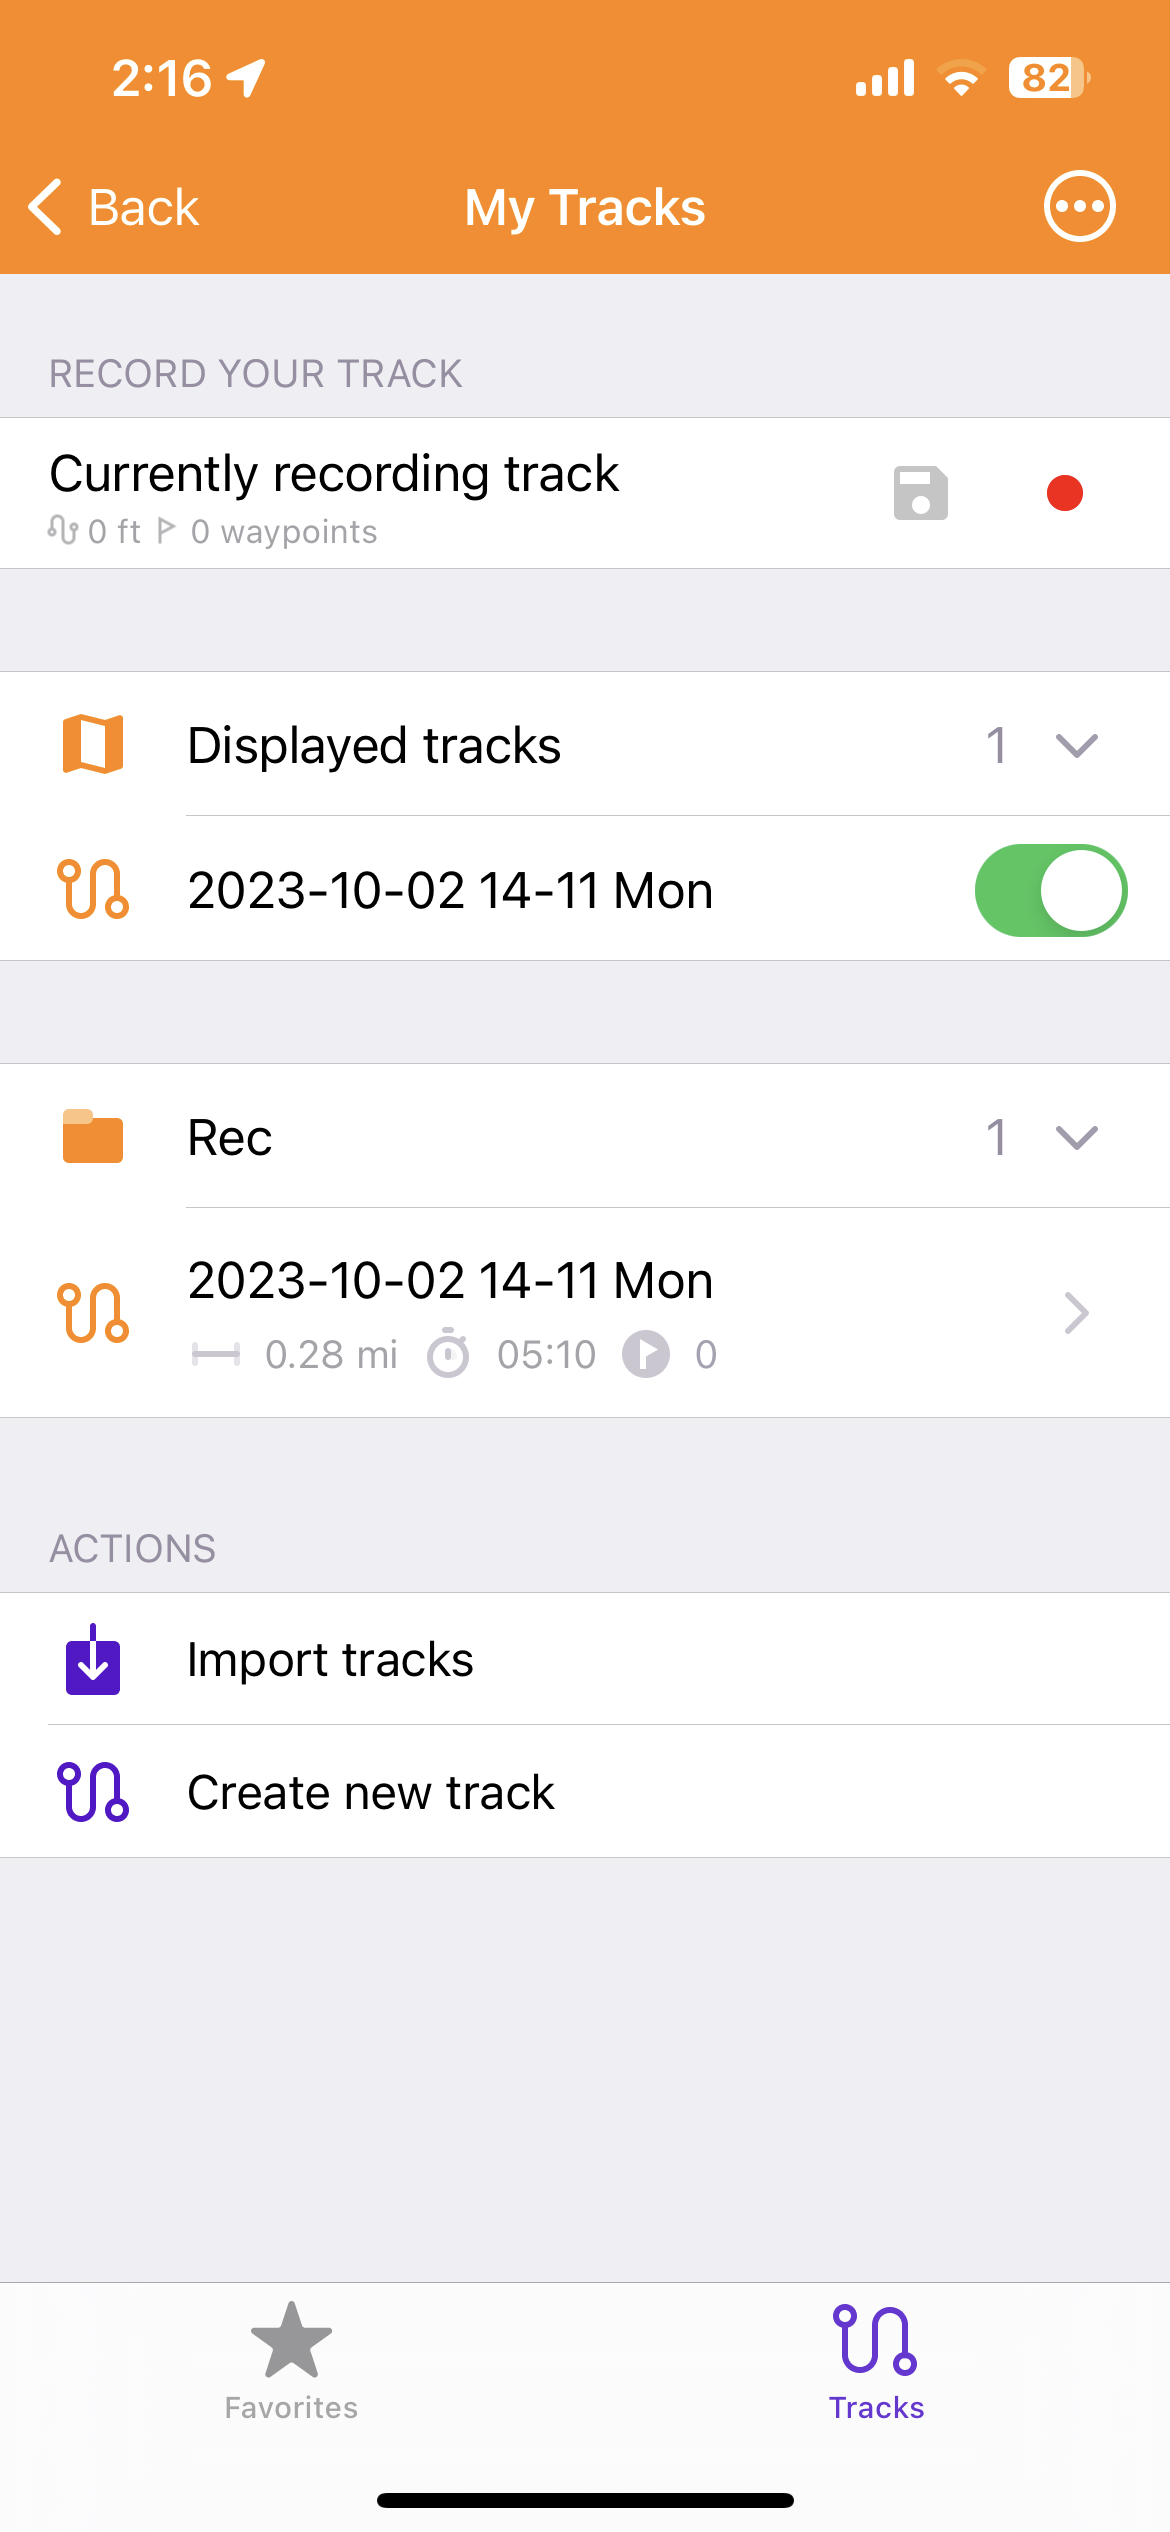 2:16
82
Back
My Tracks
RECORD YOUR TRACK
Currently recording track
0 ft 0 waypoints
Displayed tracks 1
2023-10-02 14-11 Mon
Rec 1
2023-10-02 14-11 Mon
0.28 mi 05:10 0
ACTIONS
Import tracks
Create new track
Favorites
Tracks